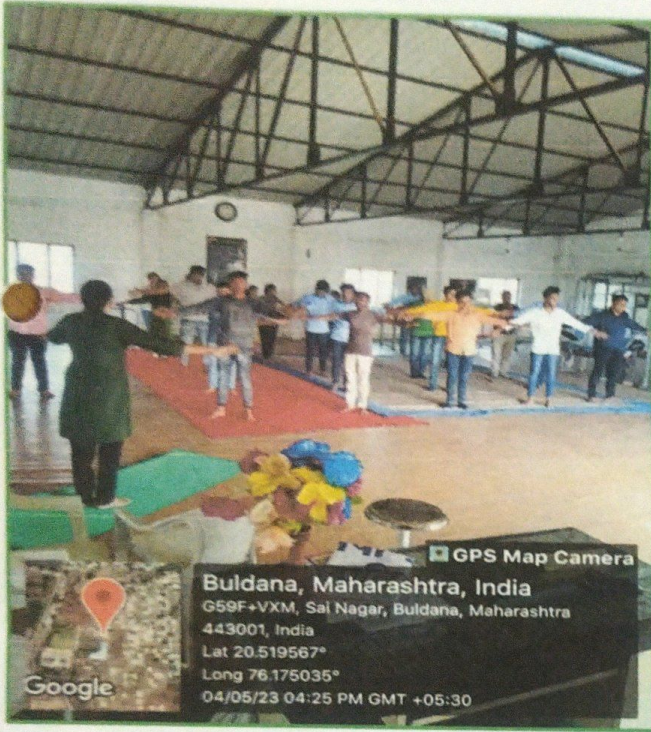 GPS Map Camera
Buldana, Maharashtra, India
G59F+VXM, Sai Nagar, Buldana, Maharashtra
443001, India
Lat 20.519567°
Long 76.175035°
04/05/23 04:25 PM GMT +05:30
Google